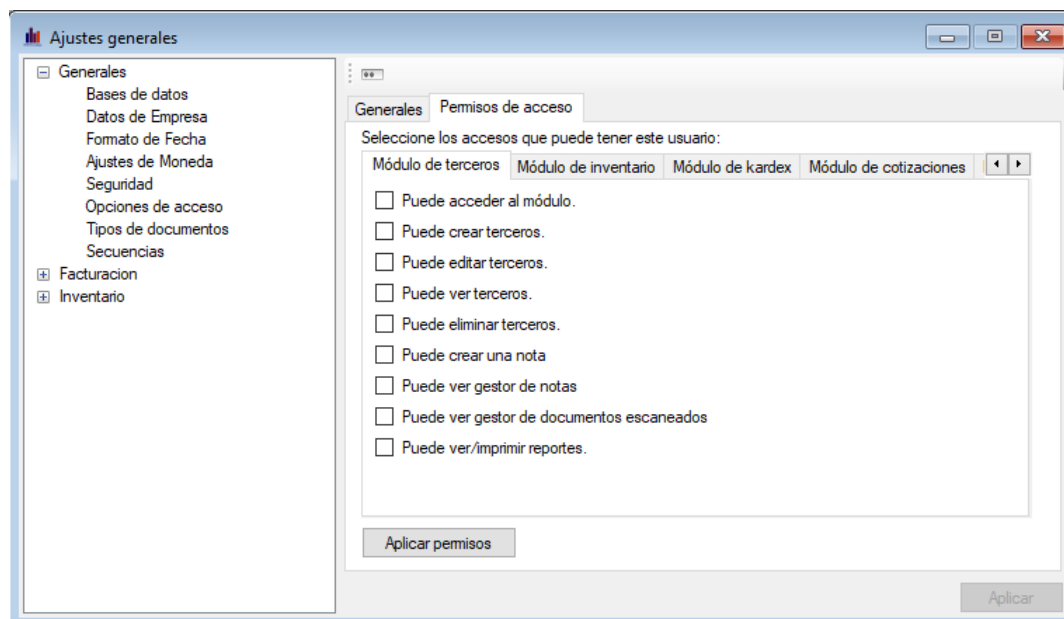 Ajustes generales
Generales
Bases de datos
Datos de Empresa
Formato de Fecha
Ajustes de Moneda
Seguridad
Opciones de acceso
Tipos de documentos
Secuencias
Facturacion
Inventario
Generales Permisos de acceso
Seleccione los accesos que puede tener este usuario:
Módulo de terceros Módulo de inventario Módulo de kardex Módulo de cotizaciones
Puede acceder al módulo.
Puede crear terceros.
Puede editar terceros.
Puede ver terceros.
Puede eliminar terceros.
Puede crear una nota
Puede ver gestor de notas
Puede ver gestor de documentos escaneados
Puede ver/imprimir reportes.
Aplicar permisos
Aplicar